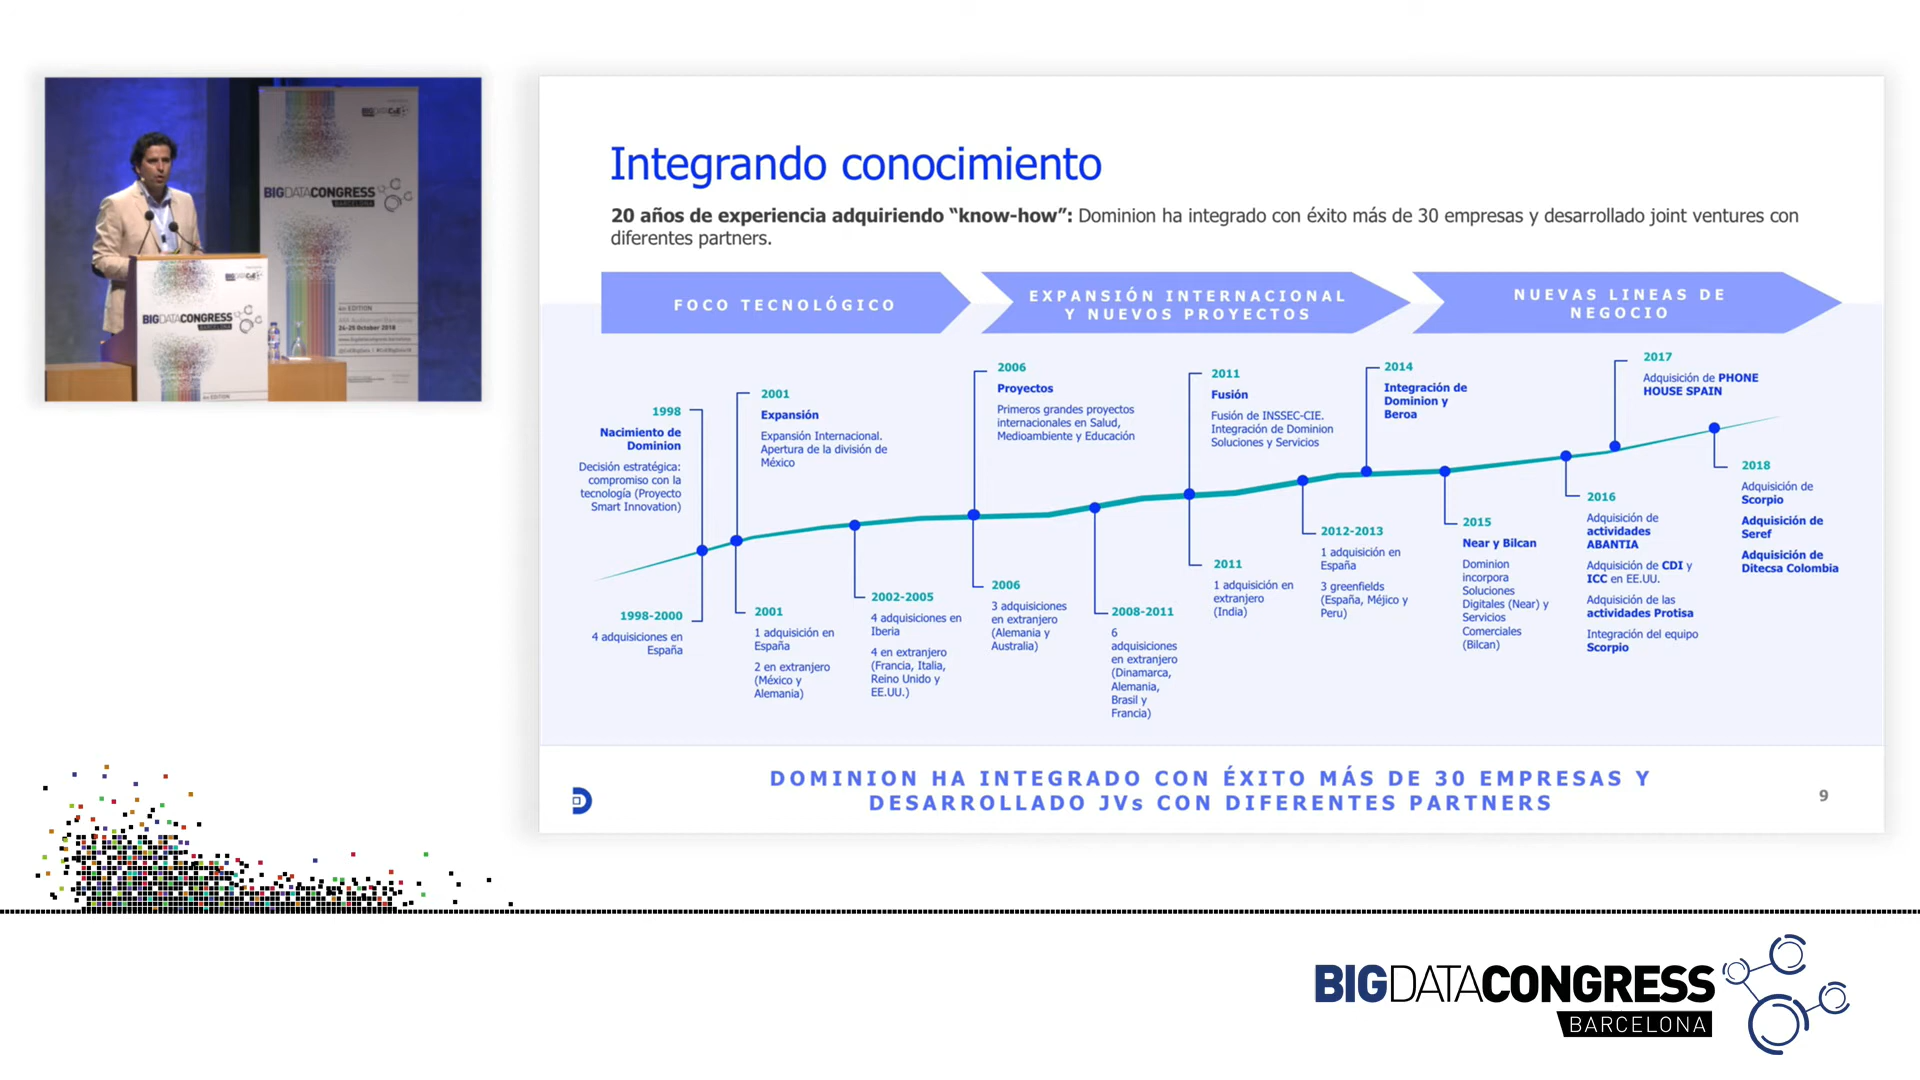 BIGDATACONGRESS
BARCELONA
BIGDATACONGRESS
4th EDITION
24-25 October 2018
Integrando conocimiento
20 años de experiencia adquiriendo “know-how”: Dominion ha integrado con éxito más de 30 empresas y desarrollado joint ventures con
diferentes partners.
FOCO TECNOLÓGICO
EXPANSIÓN INTERNACIONAL
Y NUEVOS PROYECTOS
NUEVAS LINEAS DE
NEGOCIO
1998
Nacimiento de
Dominion
Decisión estratégica:
compromiso con la
tecnología (Proyecto
Smart Innovation)
2001
Expansión
Expansión Internacional.
Apertura de la división de
México
2006
Proyectos
Primeros grandes proyectos
internacionales en Salud,
Medioambiente y Educación
2011
Fusión
Fusión de INSSEC-CIE.
Integración de Dominion
Soluciones y Servicios
2014
Integración de
Dominion y
Beroa
2017
Adquisición de PHONE
HOUSE SPAIN
1998-2000
4 adquisiciones en
España
2001
1 adquisición en
España
2 en extranjero
(México y
Alemania)
2002-2005
4 adquisiciones en
Iberia
4 en extranjero
(Francia, Italia,
Reino Unido y
EE.UU.)
2006
3 adquisiciones
en extranjero
(Alemania y
Australia)
2008-2011
6
adquisiciones
en extranjero
(Dinamarca,
Alemania,
Brasil y
Francia)
2011
1 adquisición en
extranjero
(India)
2012-2013
1 adquisición en
España
3 greenfields
(España, Méjico y
Peru)
2015
Near y Bilcan
Dominion
incorpora
Soluciones
Digitales (Near) y
Servicios
Comerciales
(Bilcan)
2016
Adquisición de
actividades
ABANTIA
Adquisición de CDI y
ICC en EE.UU.
Adquisición de las
actividades Protisa
Integración del equipo
Scorpio
2018
Adquisición de
Scorpio
Adquisición de
Seref
Adquisición de
Ditecsa Colombia
DOMINION HA INTEGRADO CON ÉXITO MÁS DE 30 EMPRESAS Y
DESARROLLADO JVs CON DIFERENTES PARTNERS
9
BIGDATACONGRESS
BARCELONA